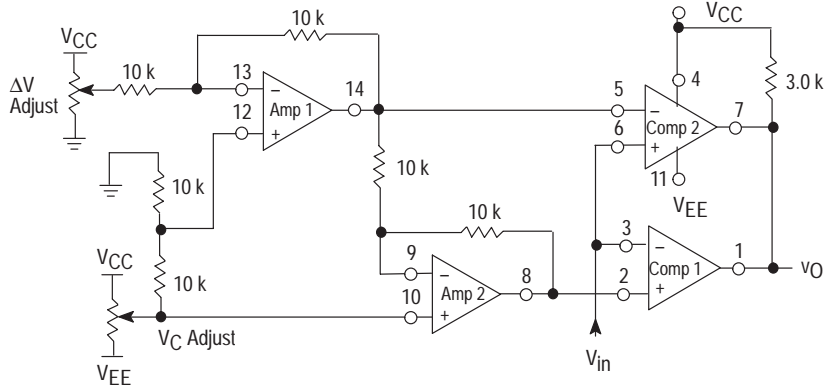 10 k
VCC
VCC
10 k
13
14
4
3.0 k
ΔV
Adjust
−
Amp 1
+
12
5
6
−
Comp 2
+
7
10 k
10 k
11
VEE
10 k
3
VCC
10 k
9
−
Amp 2
+
8
2
−
Comp 1
+
1
vO
10
VC Adjust
Vin
VEE